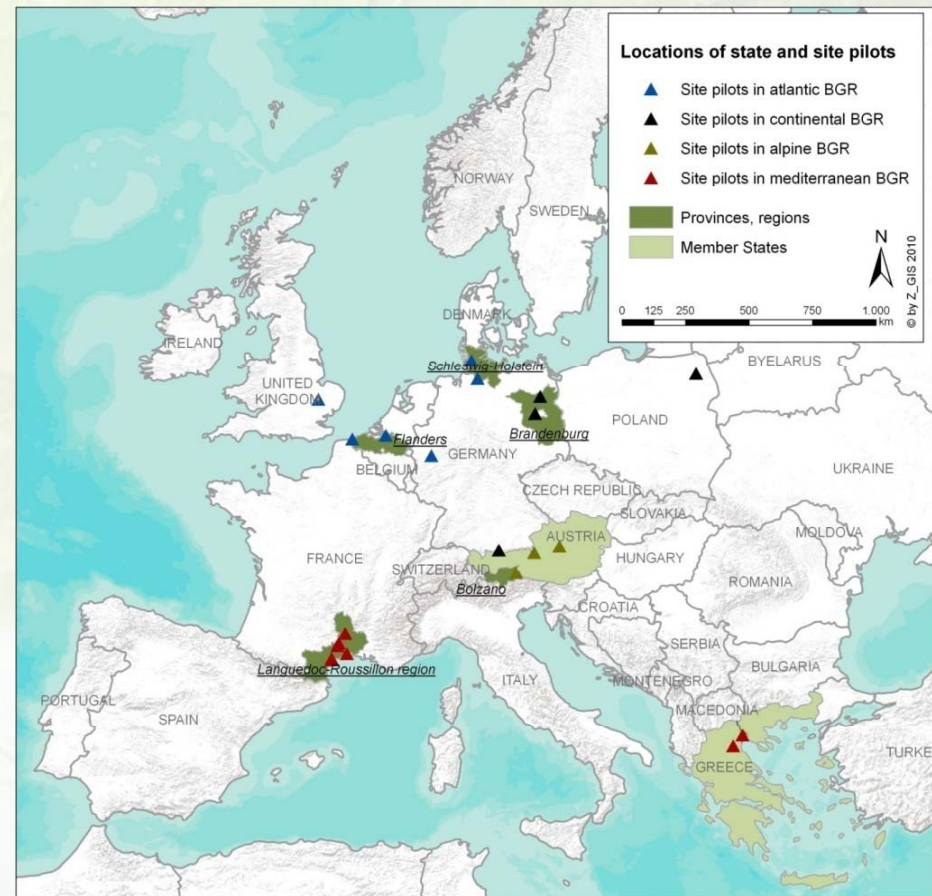 Locations of state and site pilots
Site pilots in atlantic BGR
Site pilots in continental BGR
Site pilots in alpine BGR
Site pilots in mediterranean BGR
Provinces, regions
Member States
N
0 125 250 500 750 1.000
km
© by Z_GIS 2010
NORWAY
SWEDEN
DENMARK
IRELAND
UNITED
KINGDOM
Schleswig-Holstein
BYELARUS
POLAND
Brandenburg
Flanders
GERMANY
BELGIUM
UKRAINE
CZECH REPUBLIC
SLOVAKIA
MOLDOVA
AUSTRIA
HUNGARY
FRANCE
SWITZERLAND
ROMANIA
Bolzano
CROATIA
SERBIA
Languedoc-Roussillon region
ITALY
BULGARIA
MONTENEGRO
PORTUGAL
MACEDONIA
SPAIN
TURKE
GREECE